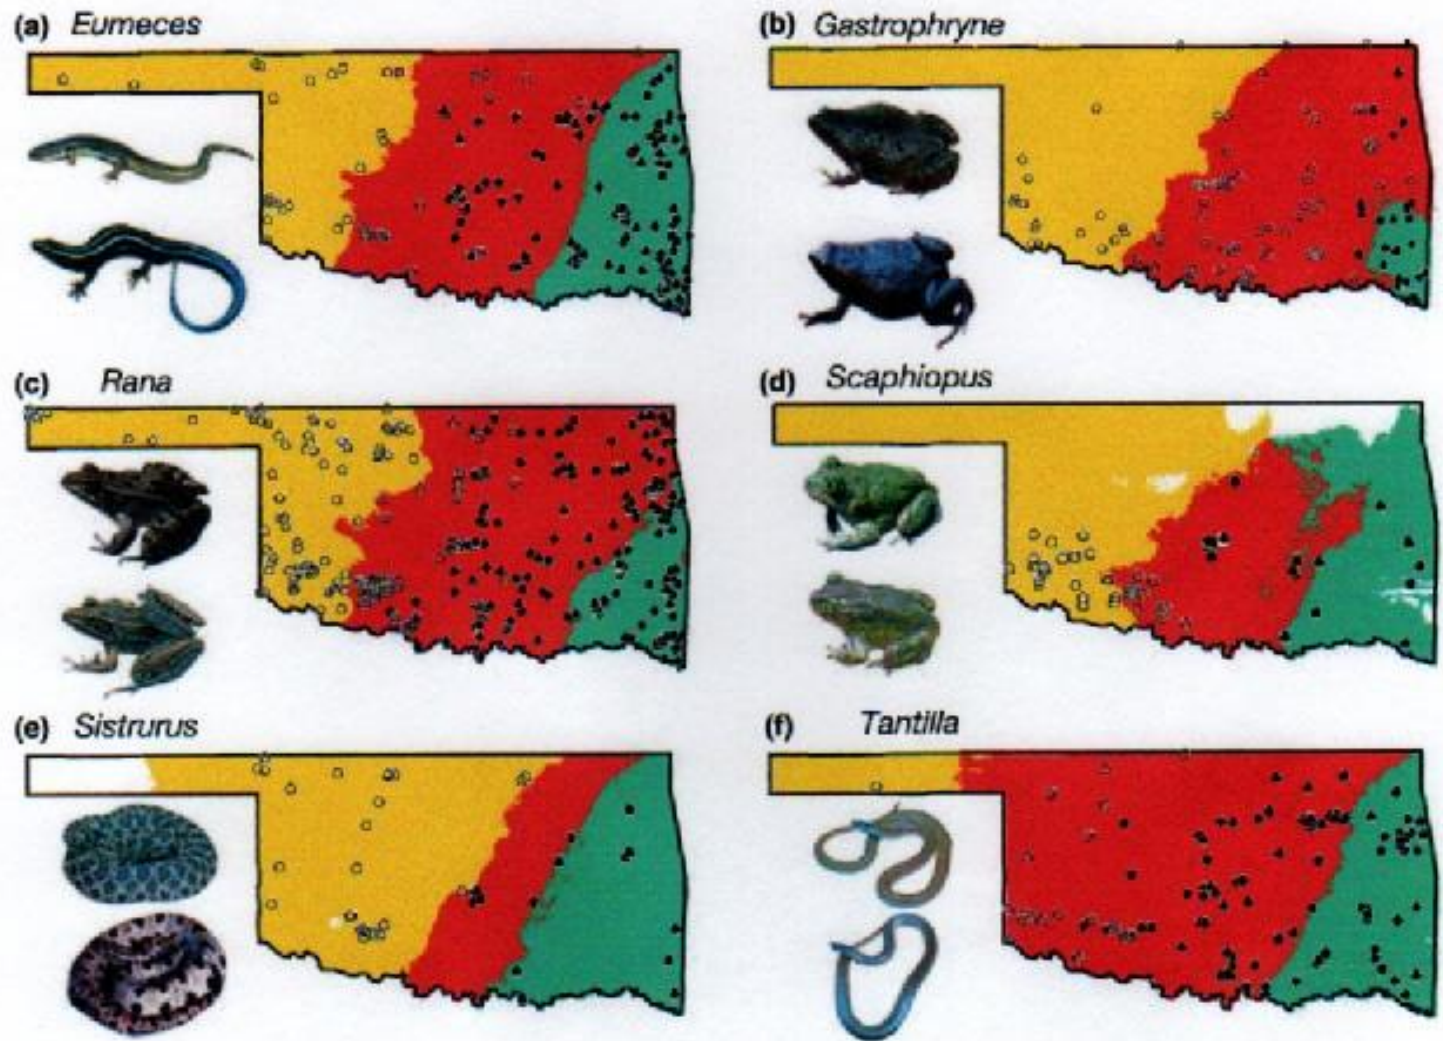 (a) Eumeces
(b) Gastrophryne
(c) Rana
(d) Scaphiopus
(e) Sistrurus
(f) Tantilla